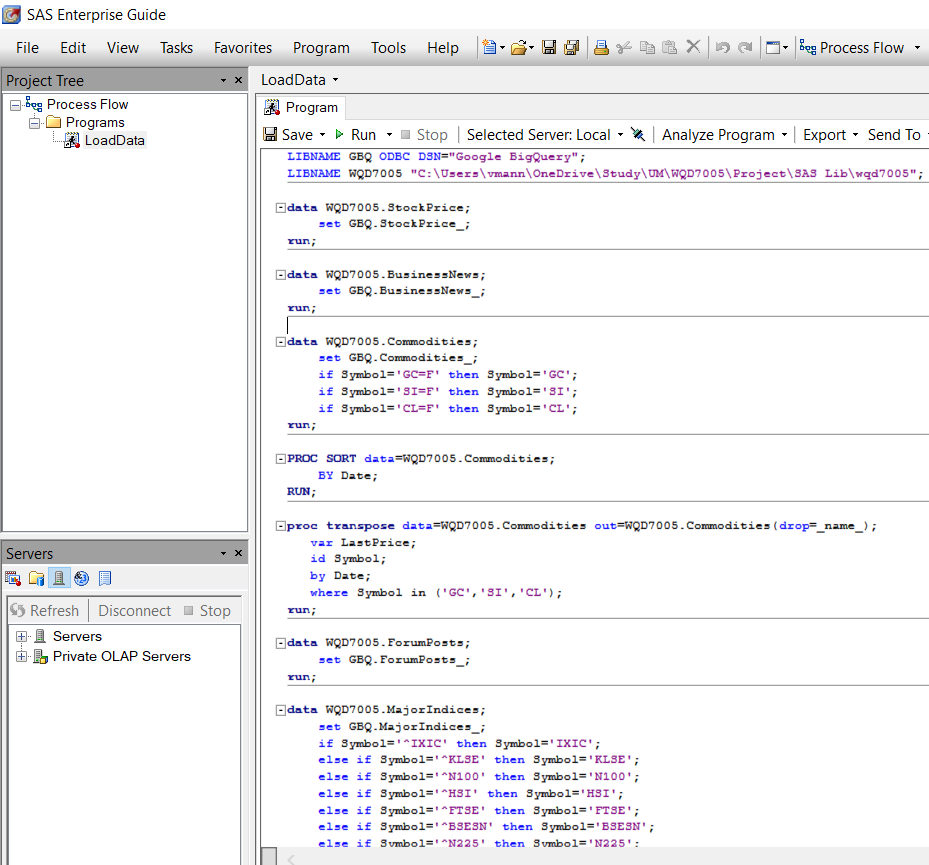 SAS Enterprise Guide
File Edit View Tasks Favorites Program Tools Help Process Flow
Project Tree
Process Flow
Programs
LoadData
Servers
Refresh Disconnect Stop
Servers
Private OLAP Servers
LoadData
Program
Save Run Stop Selected Server: Local Analyze Program Export Send To
LIBNAME GBQ ODBC DSN="Google BigQuery";
LIBNAME WQD7005 "C:\Users\vmann\OneDrive\Study\UM\WQD7005\Project\SAS Lib\wqd7005";
data WQD7005.StockPrice;
set GBQ.StockPrice_;
run;
data WQD7005.BusinessNews;
set GBQ.BusinessNews_;
run;
data WQD7005.Commodities;
set GBQ.Commodities_;
if Symbol='GC=F' then Symbol='GC';
if Symbol='SI=F' then Symbol='SI';
if Symbol='CL=F' then Symbol='CL';
run;
PROC SORT data=WQD7005.Commodities;
BY Date;
RUN;
proc transpose data=WQD7005.Commodities out=WQD7005.Commodities(drop=_name_);
var LastPrice;
id Symbol;
by Date;
where Symbol in ('GC','SI','CL');
run;
data WQD7005.ForumPosts;
set GBQ.ForumPosts_;
run;
data WQD7005.MajorIndices;
set GBQ.MajorIndices_;
if Symbol='^IXIC' then Symbol='IXIC';
else if Symbol='^KLSE' then Symbol='KLSE';
else if Symbol='^N100' then Symbol='N100';
else if Symbol='^HSI' then Symbol='HSI';
else if Symbol='^FTSE' then Symbol='FTSE';
else if Symbol='^BSESN' then Symbol='BSESN';
else if Symbol='^N225' then Symbol='N225';